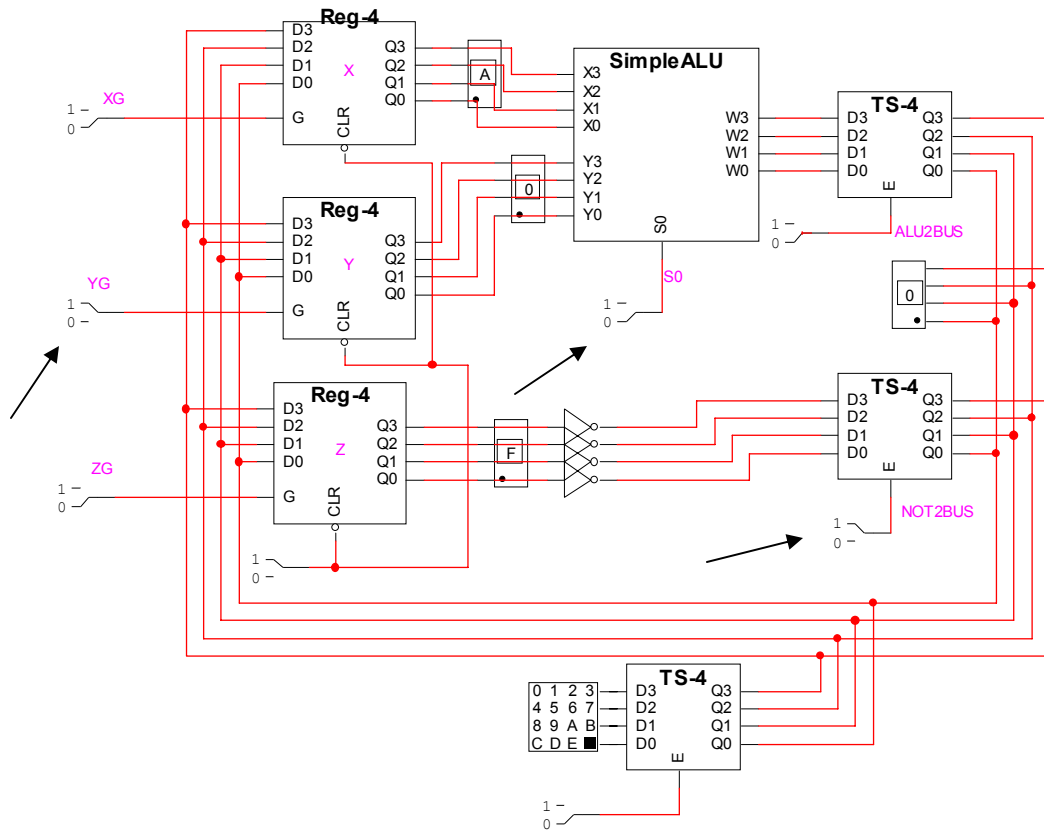 Reg-4
D3 Q3
D2 Q2
D1 X Q1
D0 Q0
G
CLR
XG
1
0
A
SimpleALU
X3
X2
X1
X0
Y3
Y2
Y1
Y0
W3
W2
W1
W0
S0
S0
1
0
TS-4
D3 Q3
D2 Q2
D1 Q1
D0 Q0
E
ALU2BUS
1
0
0
Reg-4
D3 Q3
D2 Q2
D1 Y Q1
D0 Q0
G
CLR
YG
1
0
0
Reg-4
D3 Q3
D2 Q2
D1 Z Q1
D0 Q0
G
CLR
ZG
1
0
F
1
0
TS-4
D3 Q3
D2 Q2
D1 Q1
D0 Q0
E
NOT2BUS
1
0
TS-4
0 1 2 3 D3 Q3
4 5 6 7 D2 Q2
8 9 A B D1 Q1
C D E D0 Q0
E
1
0